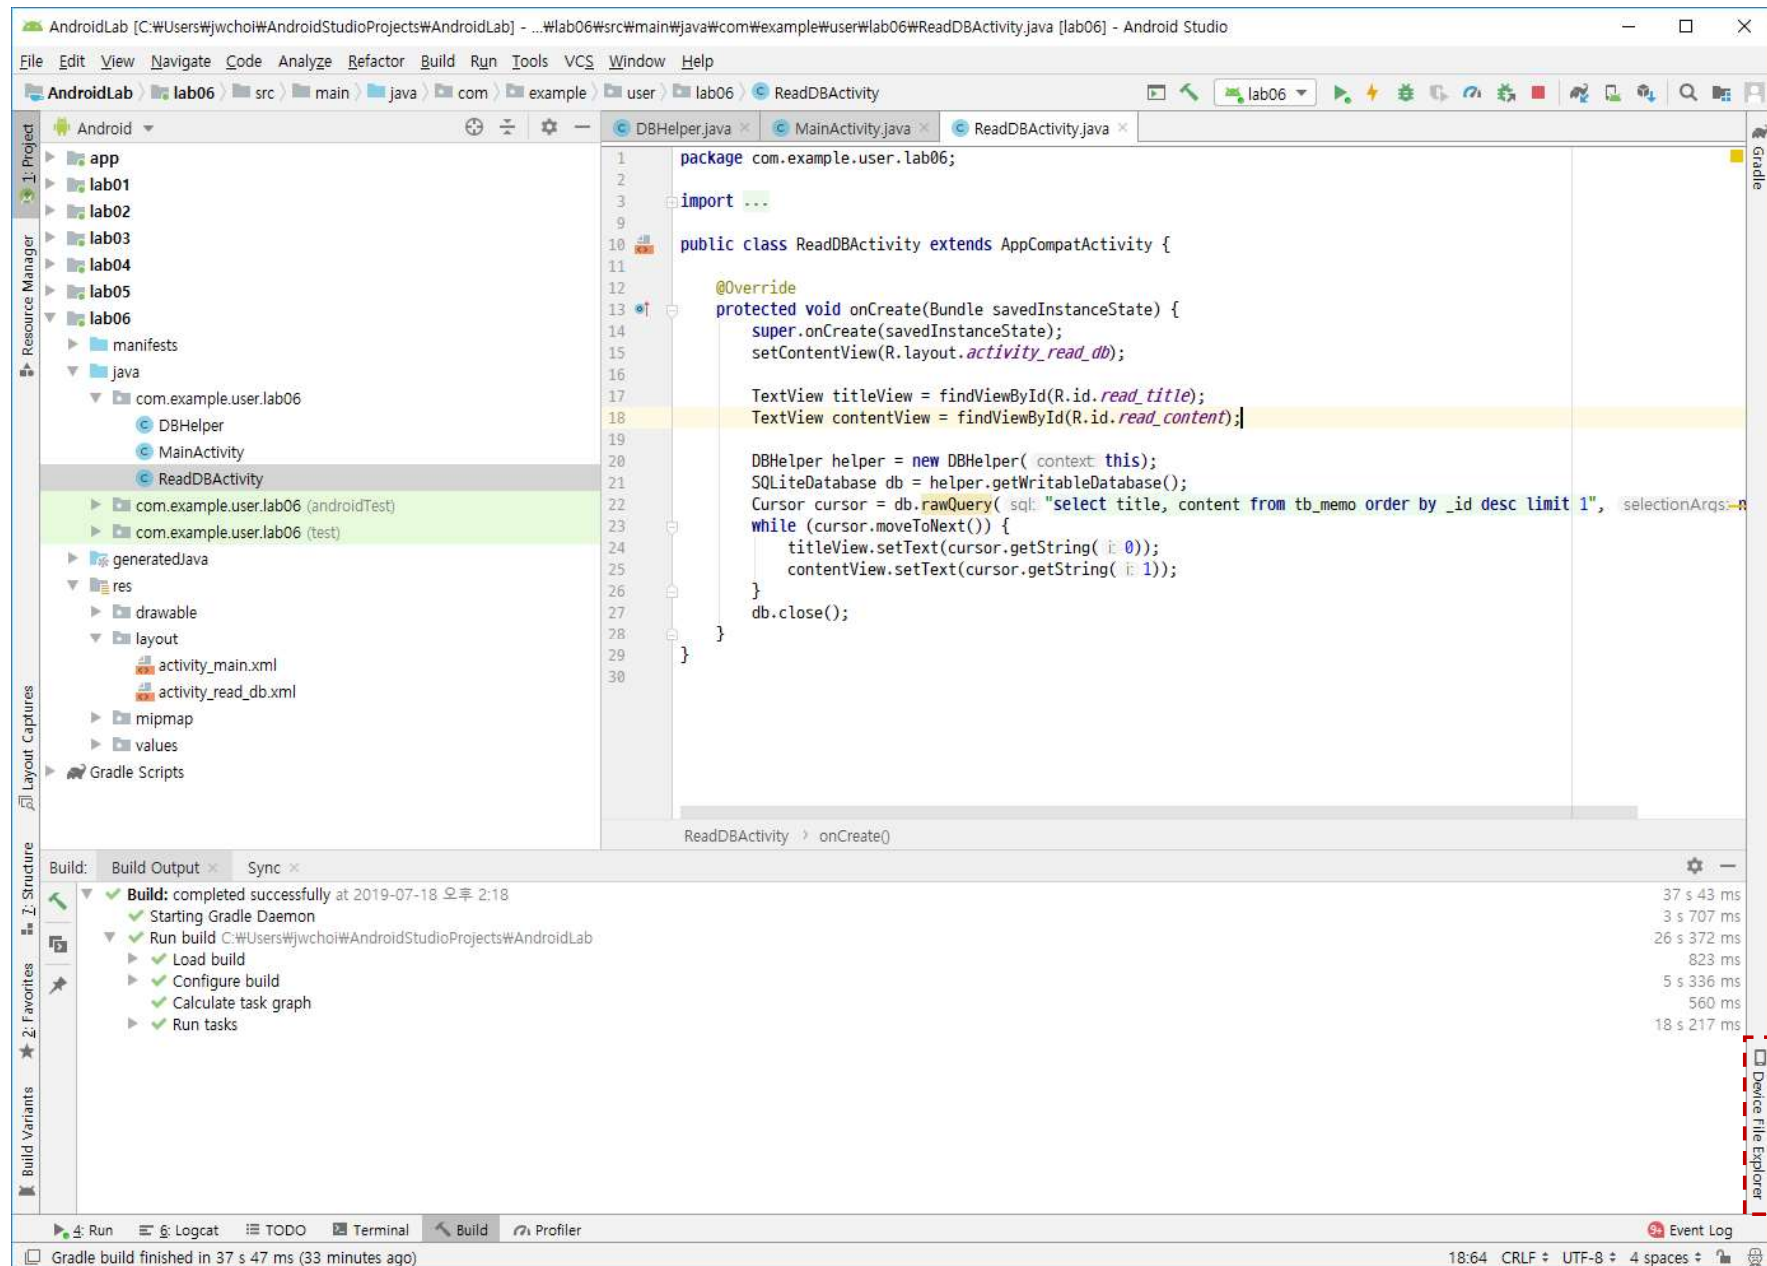 AndroidLab [C:₩Users₩jwchoi₩AndroidStudioProjects₩AndroidLab] - ...₩lab06₩src₩main₩java₩com₩example₩user₩lab06₩ReadDBActivity.java [lab06] - Android Studio
File Edit View Navigate Code Analyze Refactor Build Run Tools VCS Window Help
AndroidLab lab06 src main java com example user lab06 ReadDBActivity lab06
1: Project
Resource Manager
Layout Captures
7: Structure
2: Favorites
Build Variants
Android
app
lab01
lab02
lab03
lab04
lab05
lab06
manifests
java
com.example.user.lab06
DBHelper
MainActivity
ReadDBActivity
com.example.user.lab06 (androidTest)
com.example.user.lab06 (test)
generatedJava
res
drawable
layout
activity_main.xml
activity_read_db.xml
mipmap
values
Gradle Scripts
DBHelper.java MainActivity.java ReadDBActivity.java
1 package com.example.user.lab06;
2
3 import ...
9
10 public class ReadDBActivity extends AppCompatActivity {
11
12 @Override
13 protected void onCreate(Bundle savedInstanceState) {
14 super.onCreate(savedInstanceState);
15 setContentView(R.layout.activity_read_db);
16
17 TextView titleView = findViewById(R.id.read_title);
18 TextView contentView = findViewById(R.id.read_content);
19
20 DBHelper helper = new DBHelper( context: this);
21 SQLiteDatabase db = helper.getWritableDatabase();
22 Cursor cursor = db.rawQuery( sql: "select title, content from tb_memo order by _id desc limit 1", selectionArgs: n
23 while (cursor.moveToNext()) {
24 titleView.setText(cursor.getString( i: 0));
25 contentView.setText(cursor.getString( i: 1));
26 }
27 db.close();
28 }
29 }
30
ReadDBActivity › onCreate()
Gradle
Device File Explorer
Build: Build Output Sync
Build: completed successfully at 2019-07-18 오후 2:18 37 s 43 ms
Starting Gradle Daemon 3 s 707 ms
Run build C:₩Users₩jwchoi₩AndroidStudioProjects₩AndroidLab 26 s 372 ms
Load build 823 ms
Configure build 5 s 336 ms
Calculate task graph 560 ms
Run tasks 18 s 217 ms
4: Run 6: Logcat TODO Terminal Build Profiler 9+ Event Log
Gradle build finished in 37 s 47 ms (33 minutes ago) 18:64 CRLF UTF-8 4 spaces